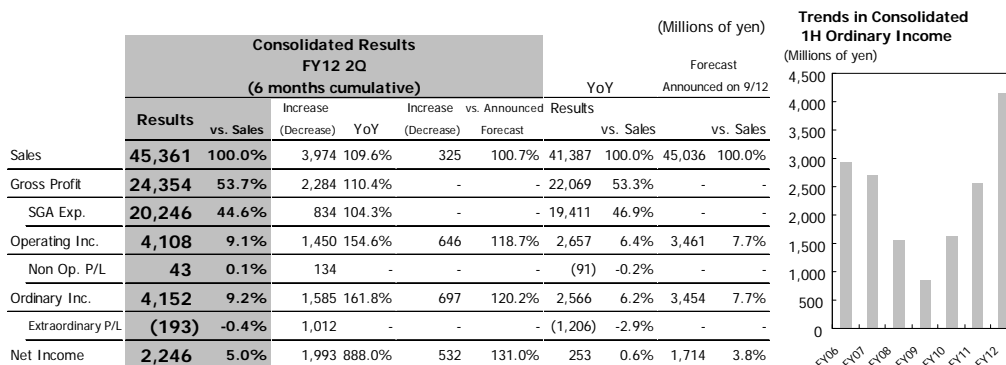 (Millions of yen)
Consolidated Results
FY12 2Q
(6 months cumulative)
YoY
Forecast
Announced on 9/12
Results vs. Sales Increase (Decrease) YoY Increase (Decrease) vs. Announced Forecast Results vs. Sales vs. Sales
Sales 45,361 100.0% 3,974 109.6% 325 100.7% 41,387 100.0% 45,036 100.0%
Gross Profit 24,354 53.7% 2,284 110.4% - - 22,069 53.3% - -
SGA Exp. 20,246 44.6% 834 104.3% - - 19,411 46.9% - -
Operating Inc. 4,108 9.1% 1,450 154.6% 646 118.7% 2,657 6.4% 3,461 7.7%
Non Op. P/L 43 0.1% 134 - - - (91) -0.2% - -
Ordinary Inc. 4,152 9.2% 1,585 161.8% 697 120.2% 2,566 6.2% 3,454 7.7%
Extraordinary P/L (193) -0.4% 1,012 - - - (1,206) -2.9% - -
Net Income 2,246 5.0% 1,993 888.0% 532 131.0% 253 0.6% 1,714 3.8%
Trends in Consolidated
1H Ordinary Income
(Millions of yen)
4,500
4,000
3,500
3,000
2,500
2,000
1,500
1,000
500
0
FY06 FY07 FY08 FY09 FY10 FY11 FY12